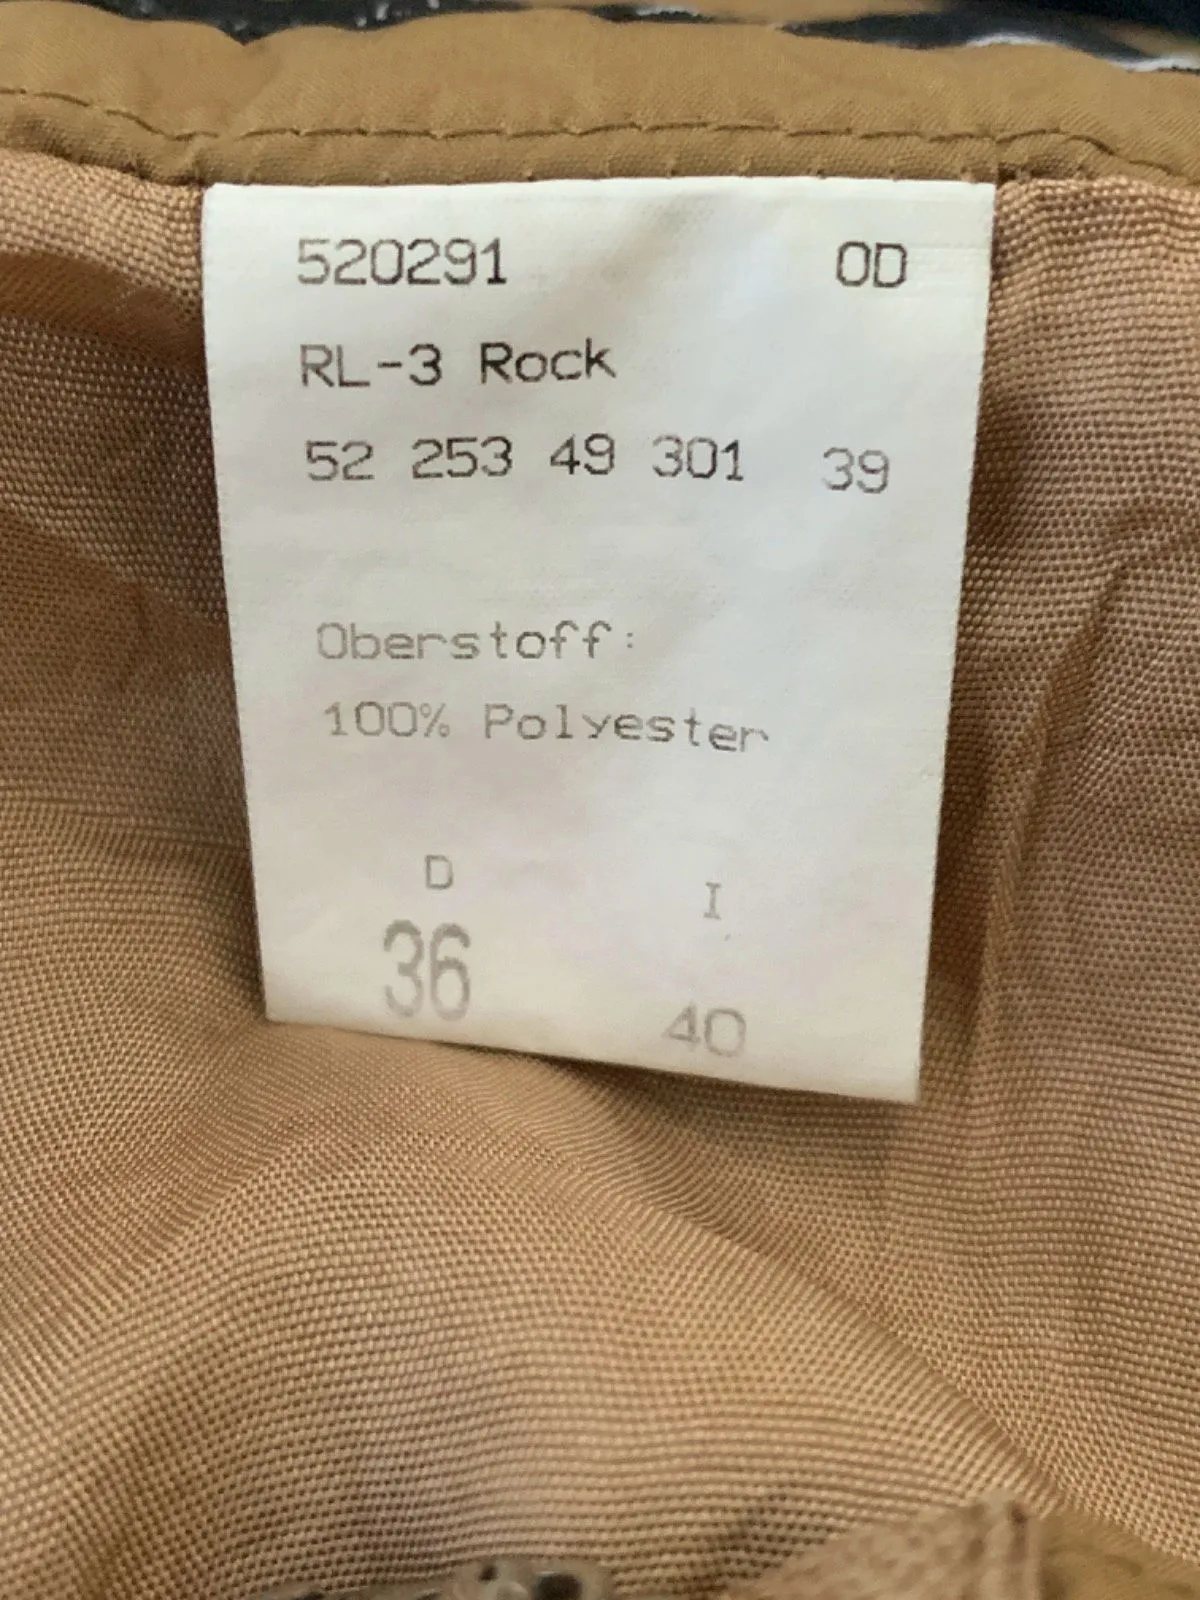 520291 OD
RL-3 Rock
52 253 49 301 39
Oberstoff:
100% Polyester
D I
36 40